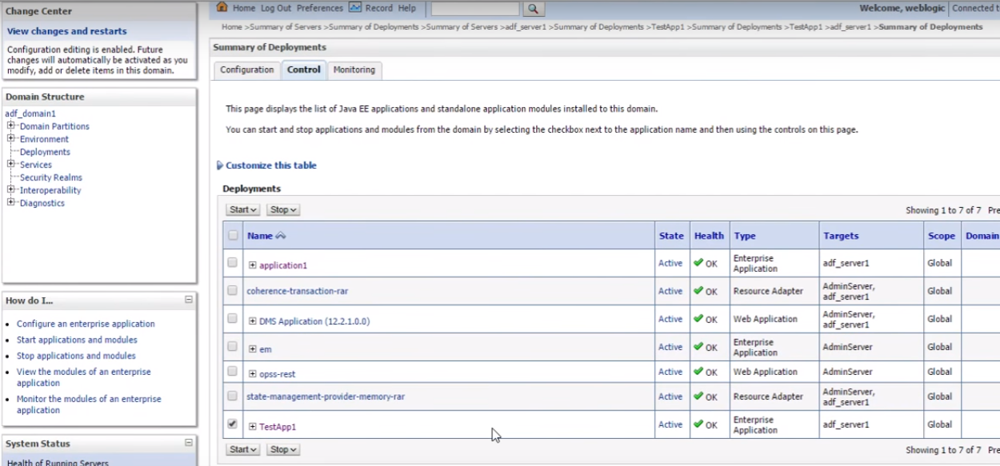 Change Center
View changes and restarts
Configuration editing is enabled. Future
changes will automatically be activated as you
modify, add or delete items in this domain.
Domain Structure
adf_domain1
Domain Partitions
Environment
Deployments
Services
Security Realms
Interoperability
Diagnostics
How do I...
Configure an enterprise application
Start applications and modules
Stop applications and modules
View the modules of an enterprise
application
Monitor the modules of an enterprise
application
System Status
Health of Running Servers
Home Log Out Preferences Record Help
Welcome, weblogic Connected t
Home >Summary of Servers >Summary of Deployments >Summary of Servers >adf_server1 >Summary of Deployments >TestApp1 >Summary of Deployments >TestApp1 >adf_server1 >Summary of Deployments
Summary of Deployments
Configuration Control Monitoring
This page displays the list of Java EE applications and standalone application modules installed to this domain.
You can start and stop applications and modules from the domain by selecting the checkbox next to the application name and then using the controls on this page.
Customize this table
Deployments
Start Stop Showing 1 to 7 of 7 Pre
Name State Health Type Targets Scope Domain
application1 Active OK Enterprise Application adf_server1 Global
coherence-transaction-rar Active OK Resource Adapter AdminServer, adf_server1 Global
DMS Application (12.2.1.0.0) Active OK Web Application AdminServer, adf_server1 Global
em Active OK Enterprise Application AdminServer Global
opss-rest Active OK Web Application AdminServer Global
state-management-provider-memory-rar Active OK Resource Adapter AdminServer, adf_server1 Global
TestApp1 Active OK Enterprise Application adf_server1 Global
Start Stop Showing 1 to 7 of 7 Pre